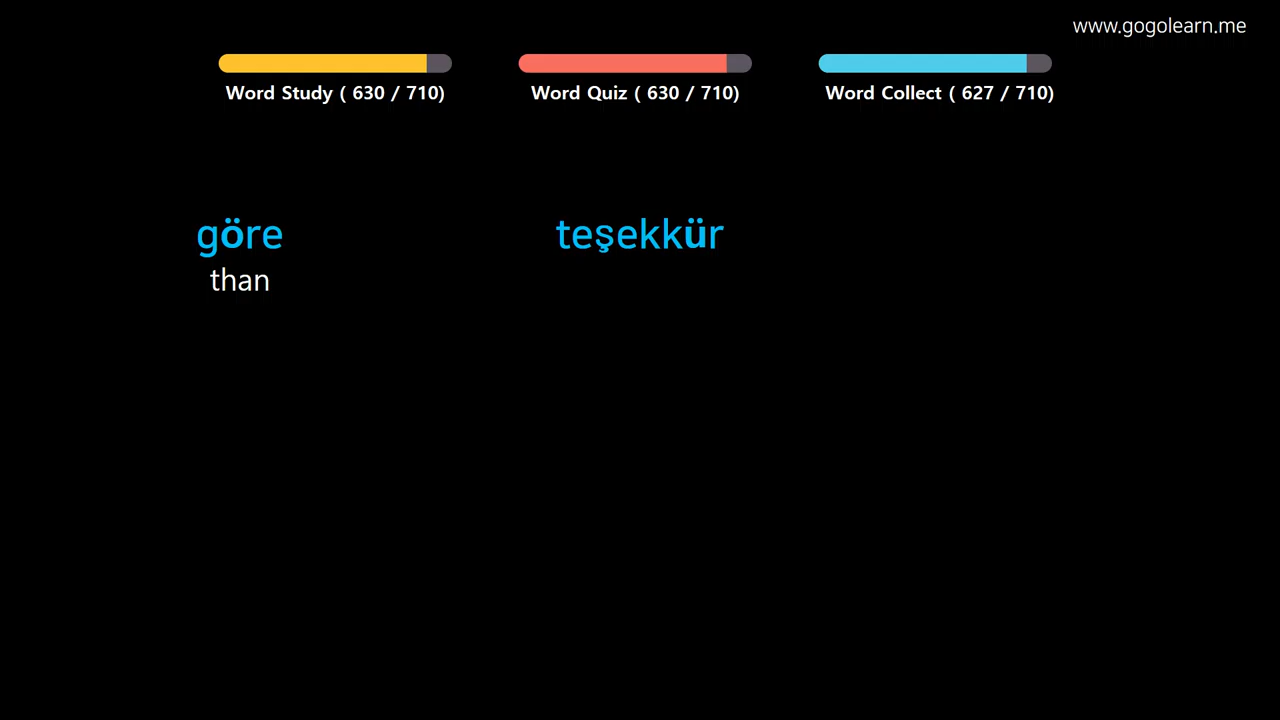 www.gogolearn.me
Word Study ( 630 / 710)
Word Quiz ( 630 / 710)
Word Collect ( 627 / 710)
göre
than
teşekkür